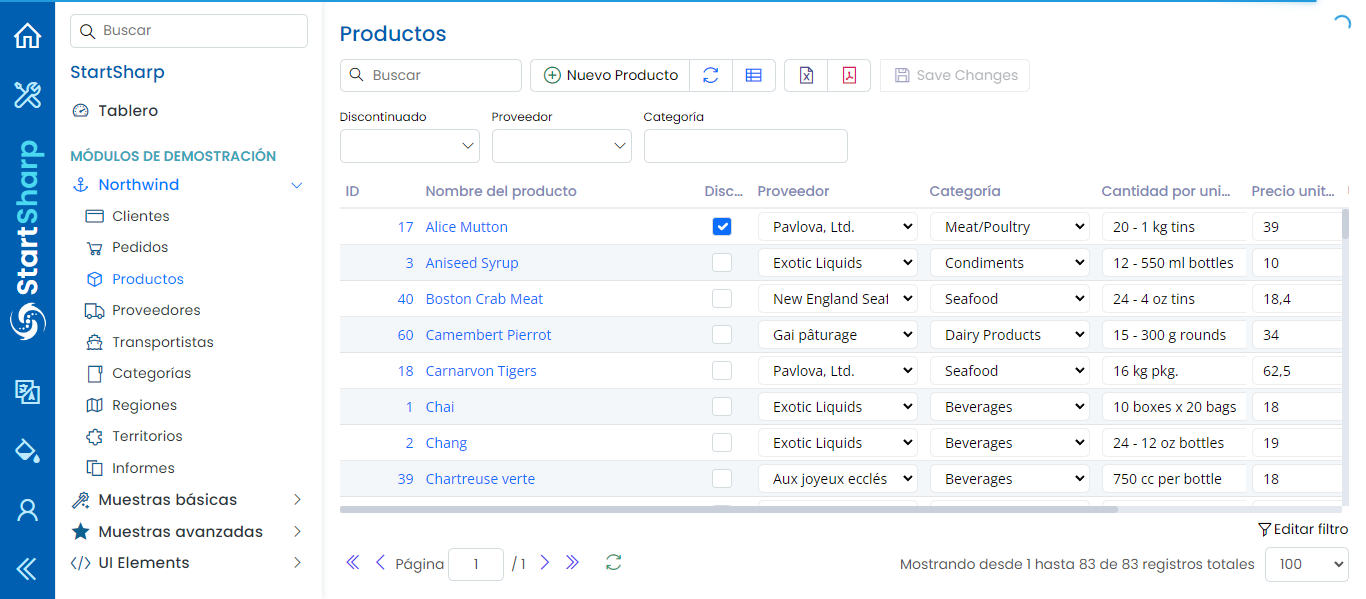 StartSharp
Buscar
StartSharp
Tablero
MÓDULOS DE DEMOSTRACIÓN
Northwind
Clientes
Pedidos
Productos
Proveedores
Transportistas
Categorías
Regiones
Territorios
Informes
Muestras básicas
Muestras avanzadas
UI Elements
Productos
Buscar Nuevo Producto Save Changes
Discontinuado Proveedor Categoría
ID Nombre del producto Disc... Proveedor Categoría Cantidad por uni... Precio unit...
17 Alice Mutton Pavlova, Ltd. Meat/Poultry 20 - 1 kg tins 39
3 Aniseed Syrup Exotic Liquids Condiments 12 - 550 ml bottles 10
40 Boston Crab Meat New England Seaf Seafood 24 - 4 oz tins 18,4
60 Camembert Pierrot Gai pâturage Dairy Products 15 - 300 g rounds 34
18 Carnarvon Tigers Pavlova, Ltd. Seafood 16 kg pkg. 62,5
1 Chai Exotic Liquids Beverages 10 boxes x 20 bags 18
2 Chang Exotic Liquids Beverages 24 - 12 oz bottles 19
39 Chartreuse verte Aux joyeux ecclés Beverages 750 cc per bottle 18
Editar filtro
Página 1 / 1 Mostrando desde 1 hasta 83 de 83 registros totales 100